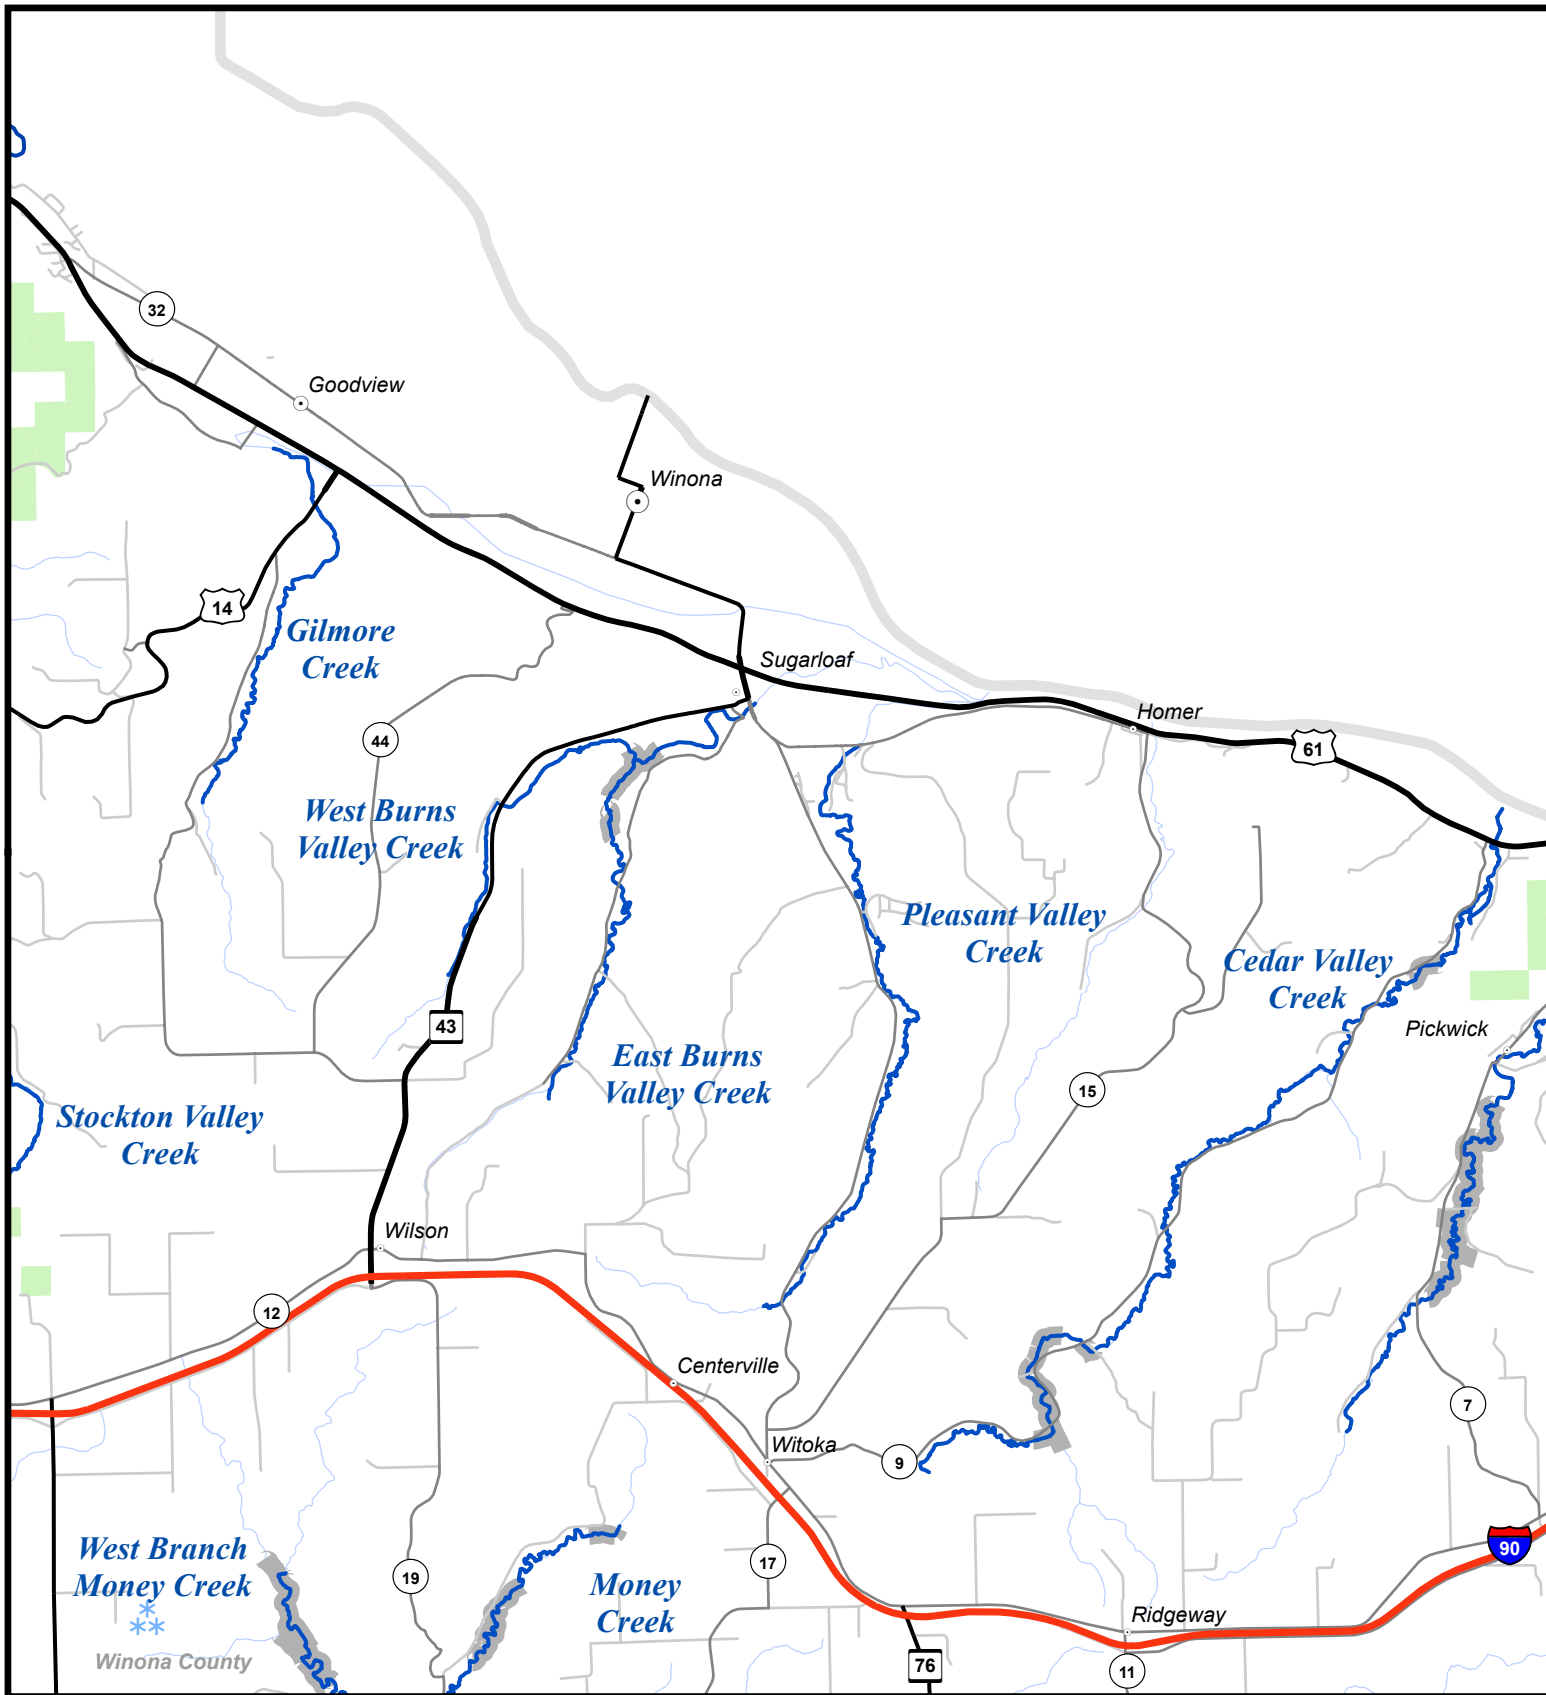 32
Goodview
Winona
14
Gilmore
Creek
Sugarloaf
Homer
44
61
West Burns
Valley Creek
Pleasant Valley
Creek
Cedar Valley
Creek
43
Pickwick
East Burns
Valley Creek
15
Stockton Valley
Creek
Wilson
12
Centerville
7
Witoka
9
West Branch
Money Creek
90
17
19
Money
Creek
Ridgeway
Winona County
76
11